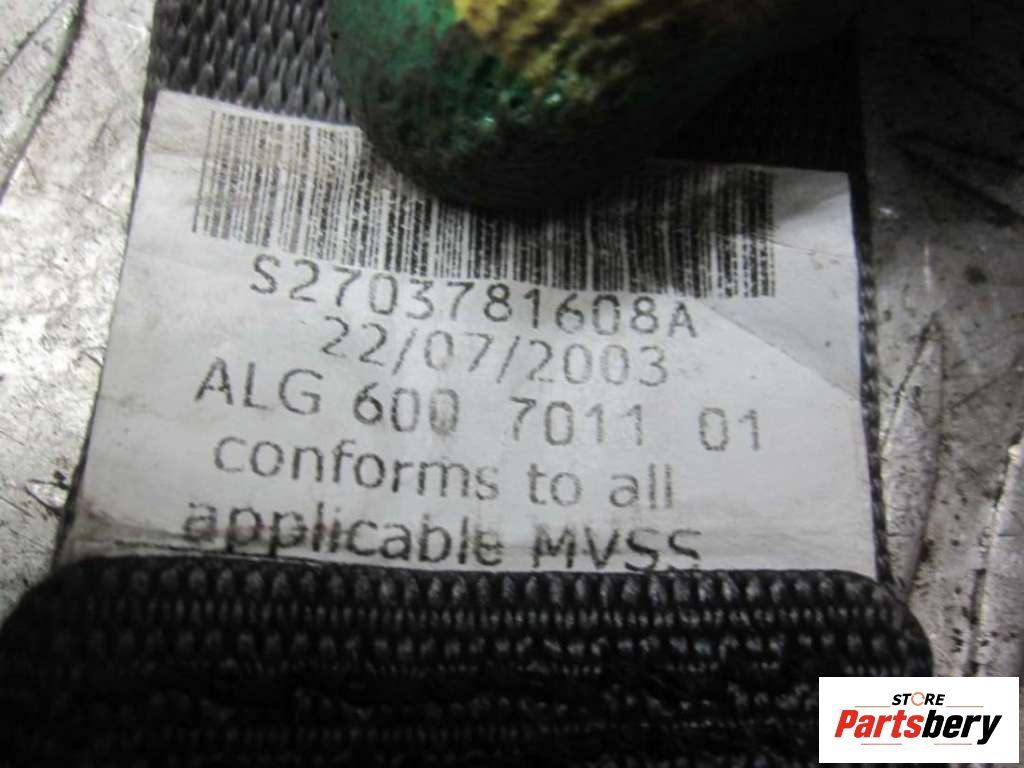 S2703781608A
22/07/2003
ALG 600 7011 01
conforms to all
applicable MVSS
STORE
Partsbery